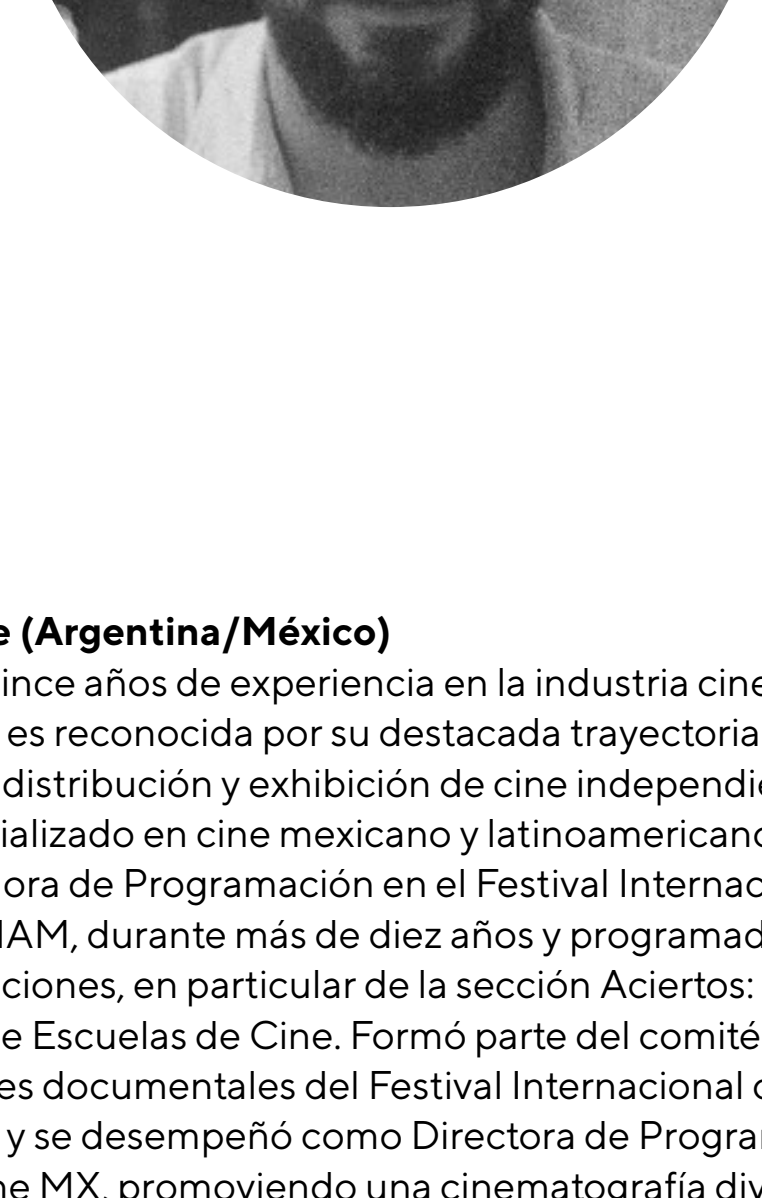 e (Argentina/México)
ince años de experiencia en la industria cine
es reconocida por su destacada trayectoria
distribución y exhibición de cine independie
ializado en cine mexicano y latinoamericano
ora de Programación en el Festival Internac
NAM, durante más de diez años y programad
ciones, en particular de la sección Aciertos:
e Escuelas de Cine. Formó parte del comité
es documentales del Festival Internacional d
y se desempeñó como Directora de Progra
ne MX, promoviendo una cinematografía div